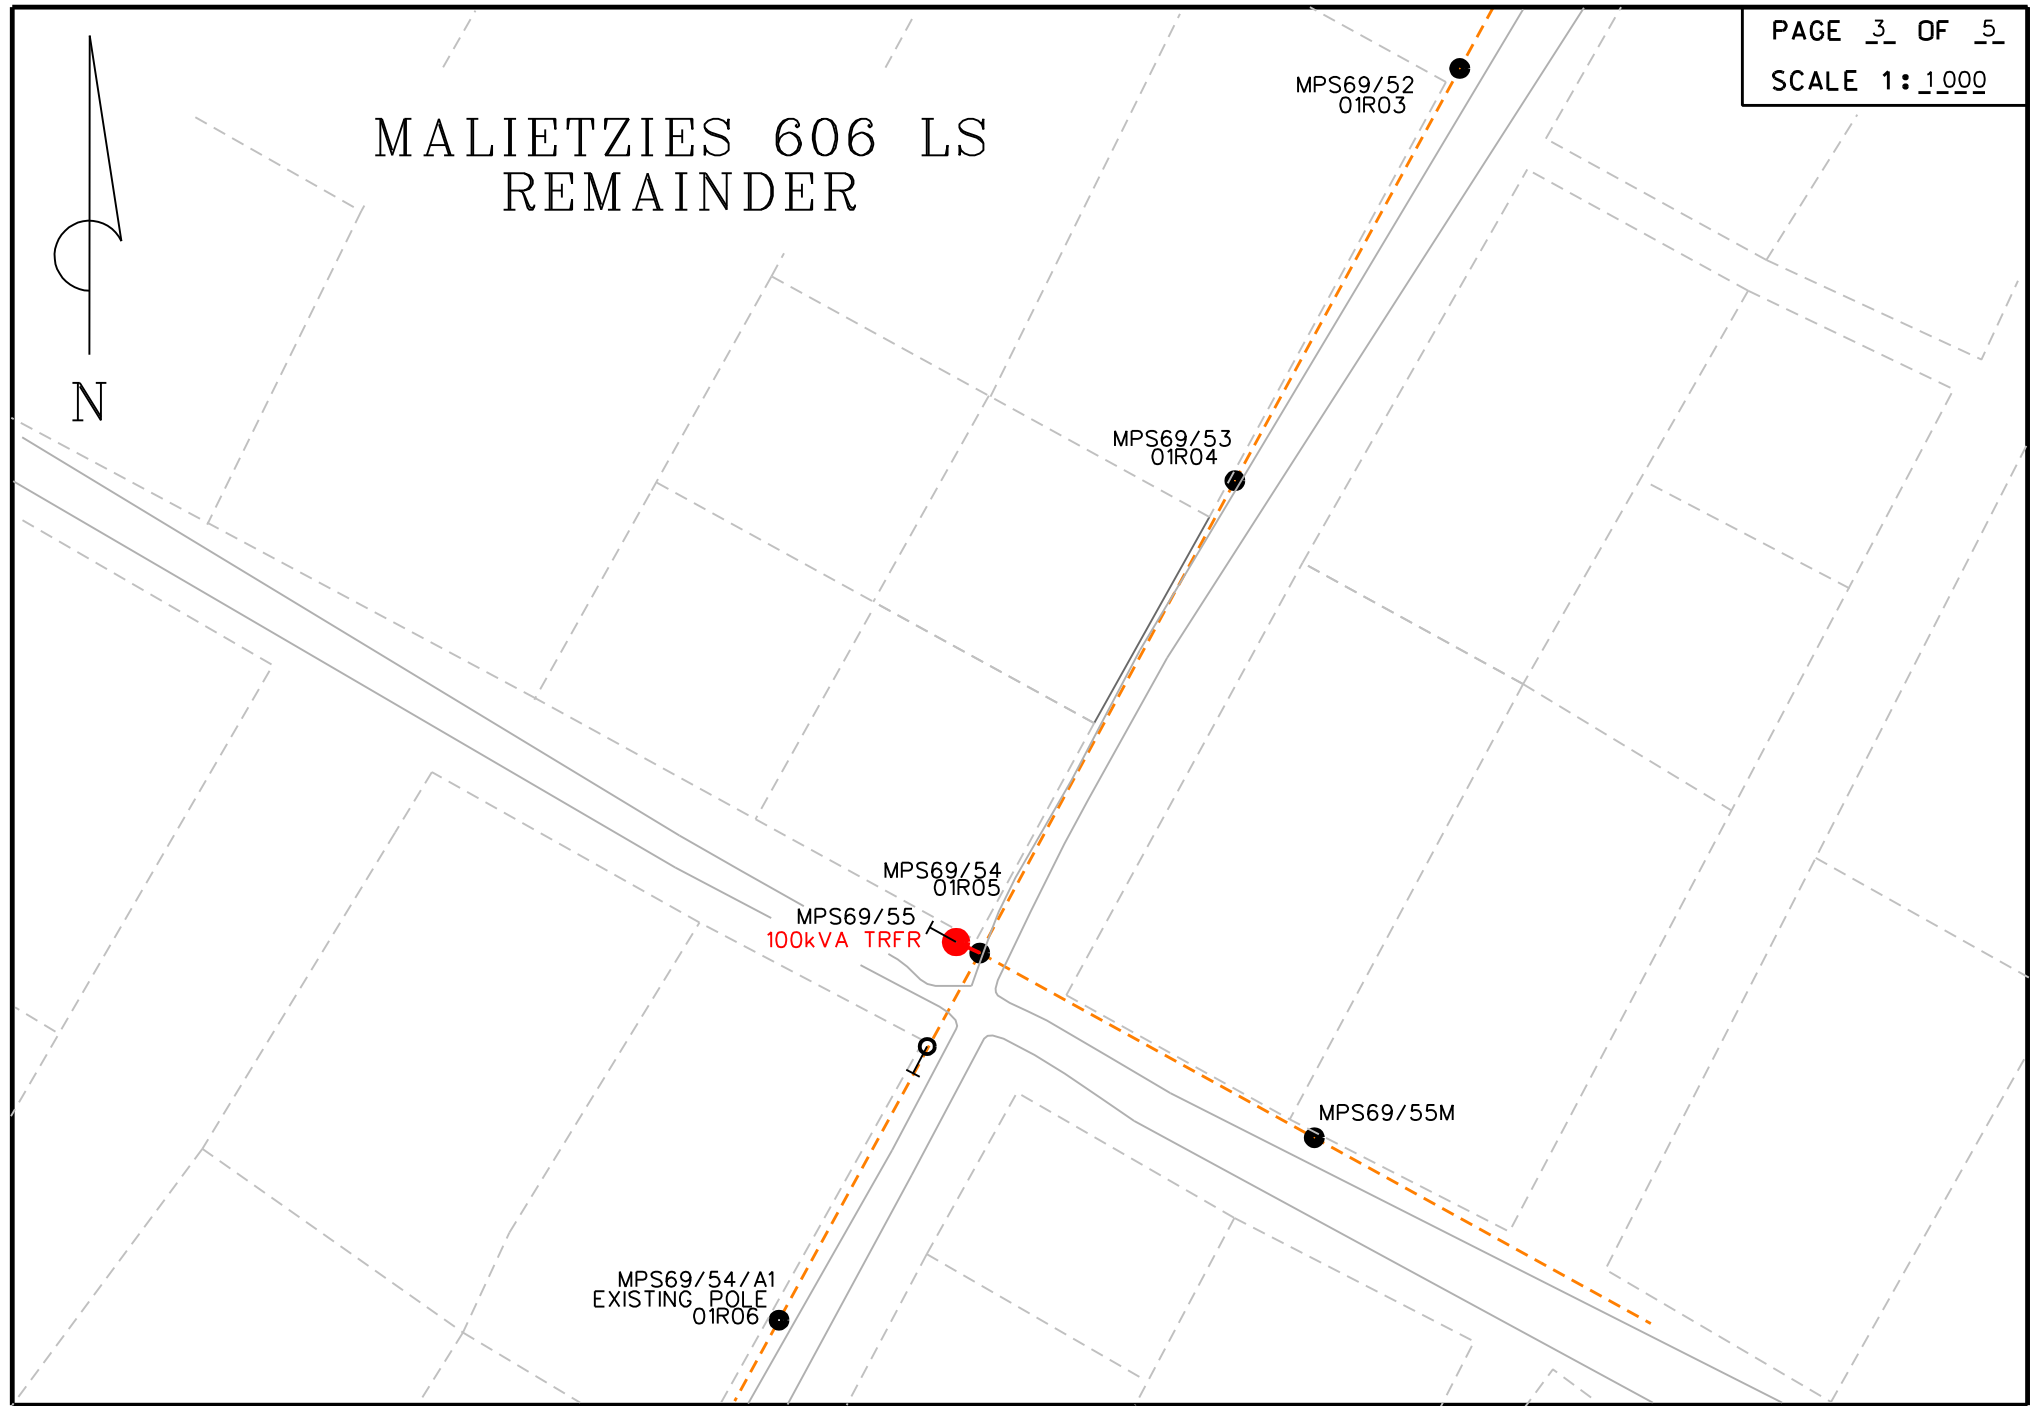 PAGE 3 OF 5
SCALE 1: 1000
MPS69/52
01R03
MALIETZIES 606 LS
REMAINDER
N
MPS69/53
01R04
MPS69/54
01R05
MPS69/55
100kVA TRFR
MPS69/55M
MPS69/54/A1
EXISTING POLE
01R06